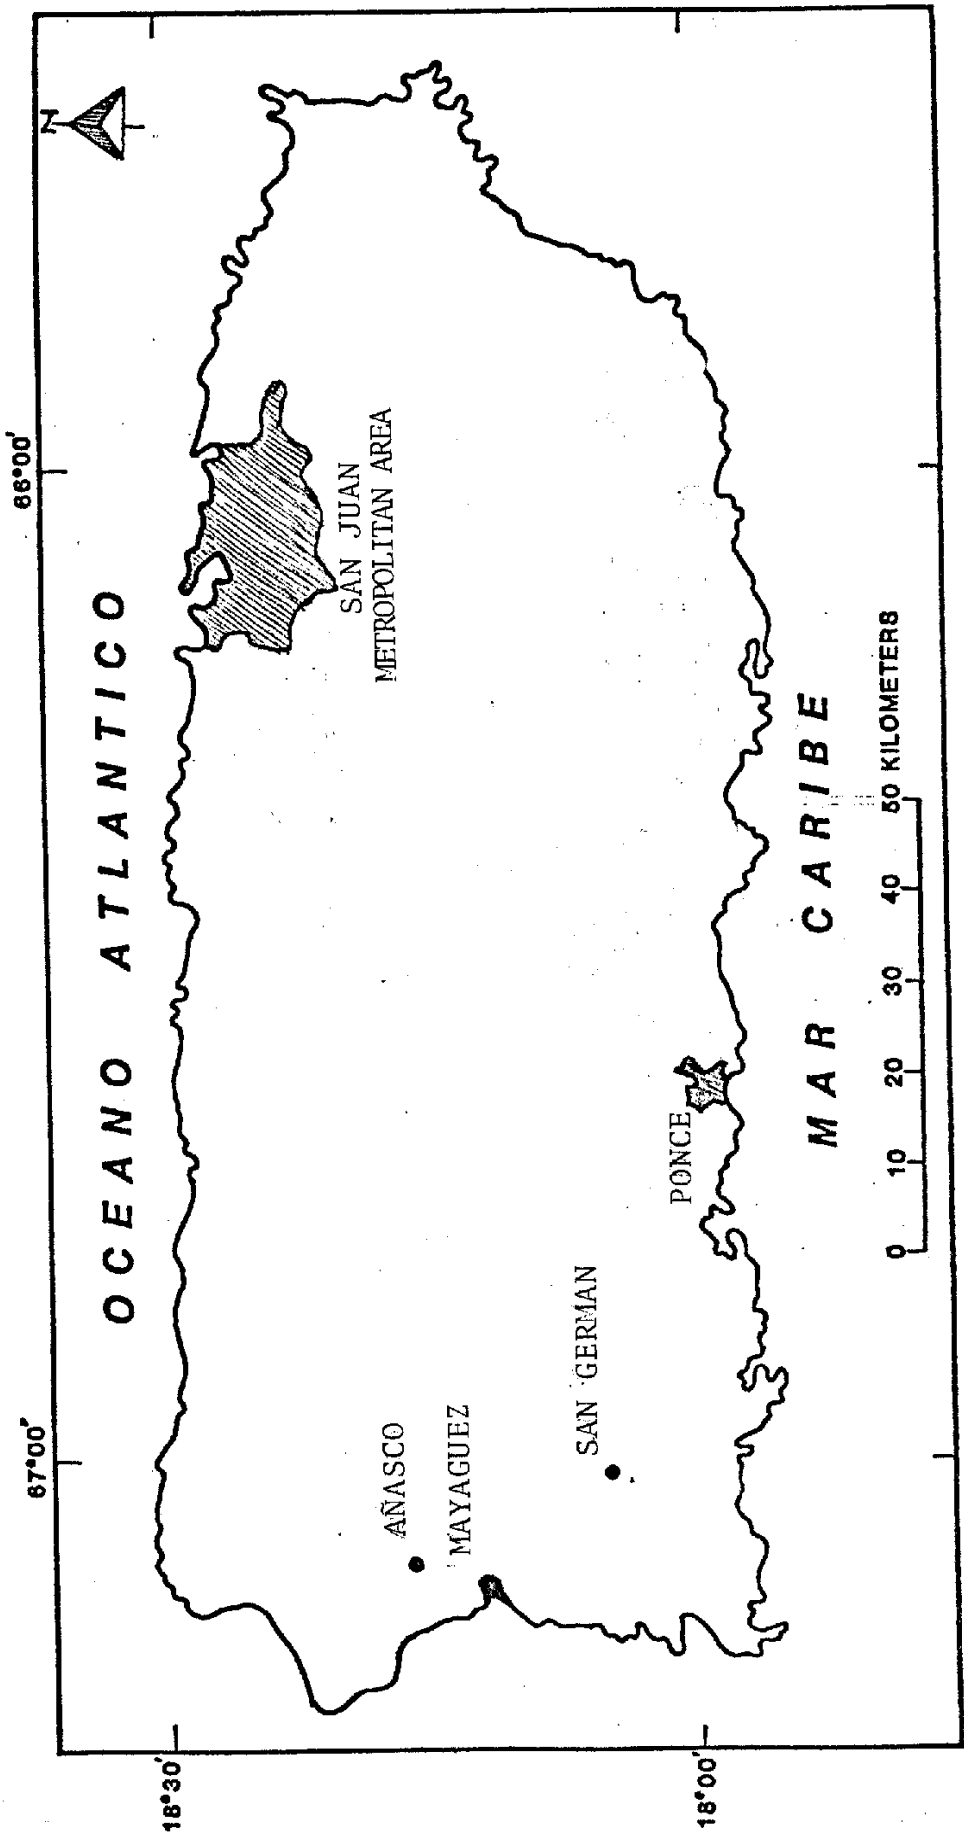 N
OCEANO ATLANTICO
67°00'
66°00'
18°30'
18°00'
SAN JUAN
METROPOLITAN AREA
AÑASCO
MAYAGUEZ
SAN GERMAN
PONCE
MAR CARIBE
0 10 20 30 40 50 KILOMETERS